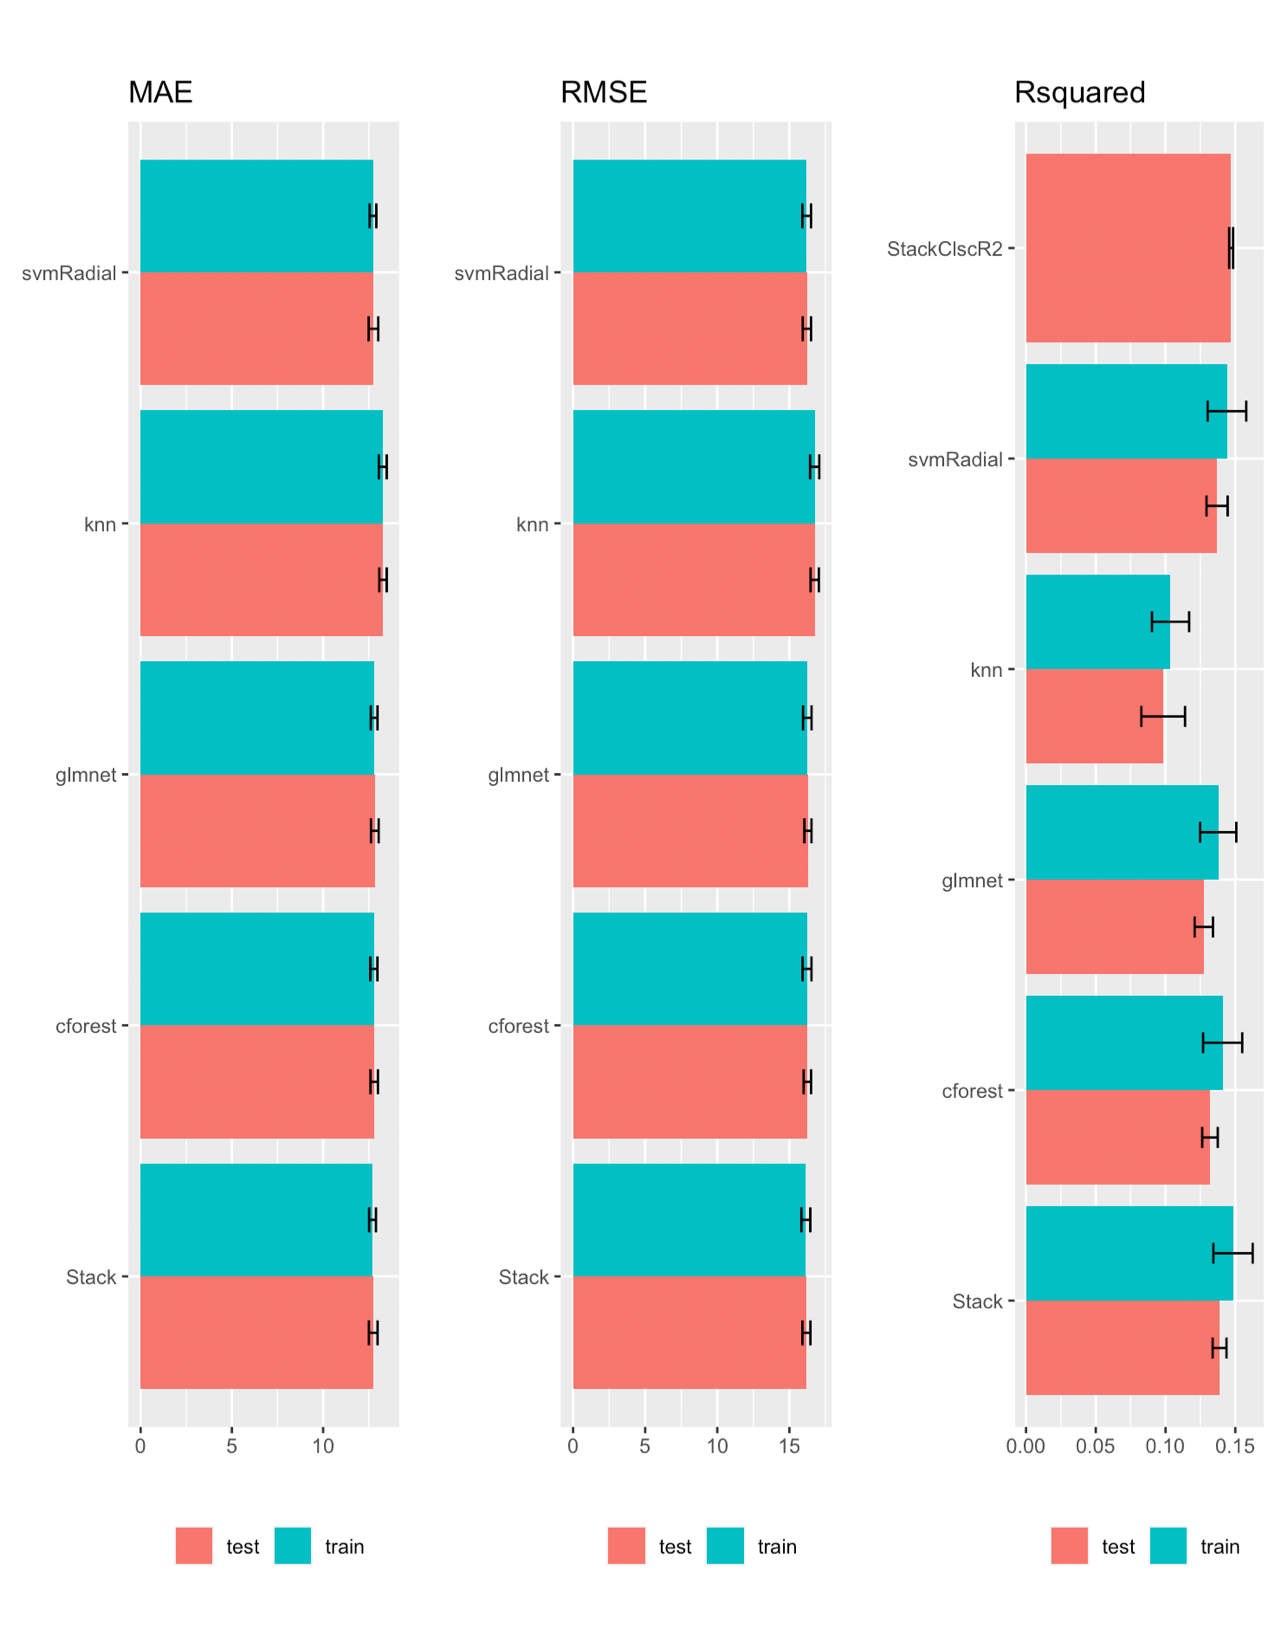 MAE
svmRadial
knn
glmnet
cforest
Stack
0 5 10
test train
RMSE
svmRadial
knn
glmnet
cforest
Stack
0 5 10 15
test train
Rsquared
StackClscR2
svmRadial
knn
glmnet
cforest
Stack
0.00 0.05 0.10 0.15
test train